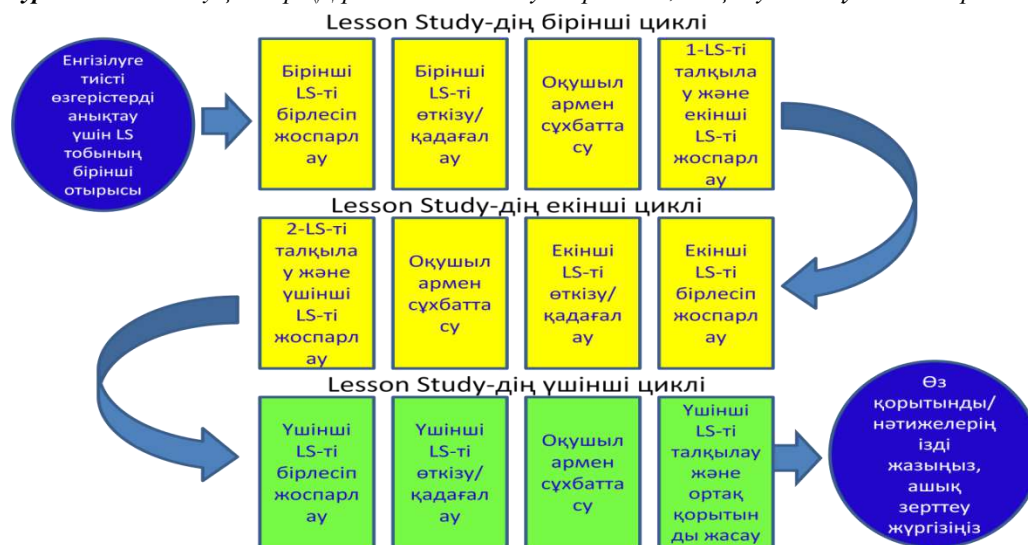 Lesson Study-дің бірінші циклі
Енгізілуге
тиісті
өзгерістерді
анықтау
үшін LS
тобының
бірінші
отырысы
Бірінші
LS-ті
бірлесіп
жоспарл
ау
Бірінші
LS-ті
өткізу/
қадағал
ау
Оқушыл
армен
сұхбатта
су
1-LS-ті
талқыла
у және
екінші
LS-ті
жоспарл
ау
Lesson Study-дің екінші циклі
2-LS-ті
талқыла
у және
үшінші
LS-ті
жоспарл
ау
Оқушыл
армен
сұхбатта
су
Екінші
LS-ті
өткізу/
қадағал
ау
Екінші
LS-ті
бірлесіп
жоспарл
ау
Lesson Study-дің үшінші циклі
Үшінші
LS-ті
бірлесіп
жоспарл
ау
Үшінші
LS-ті
өткізу/
қадағал
ау
Оқушыл
армен
сұхбатта
су
Үшінші
LS-ті
талқылау
және
ортақ
қорытын
ды жасау
Өз
қорытынды/
нәтижелерің
ізді
жазыңыз,
ашық
зерттеу
жүргізіңіз